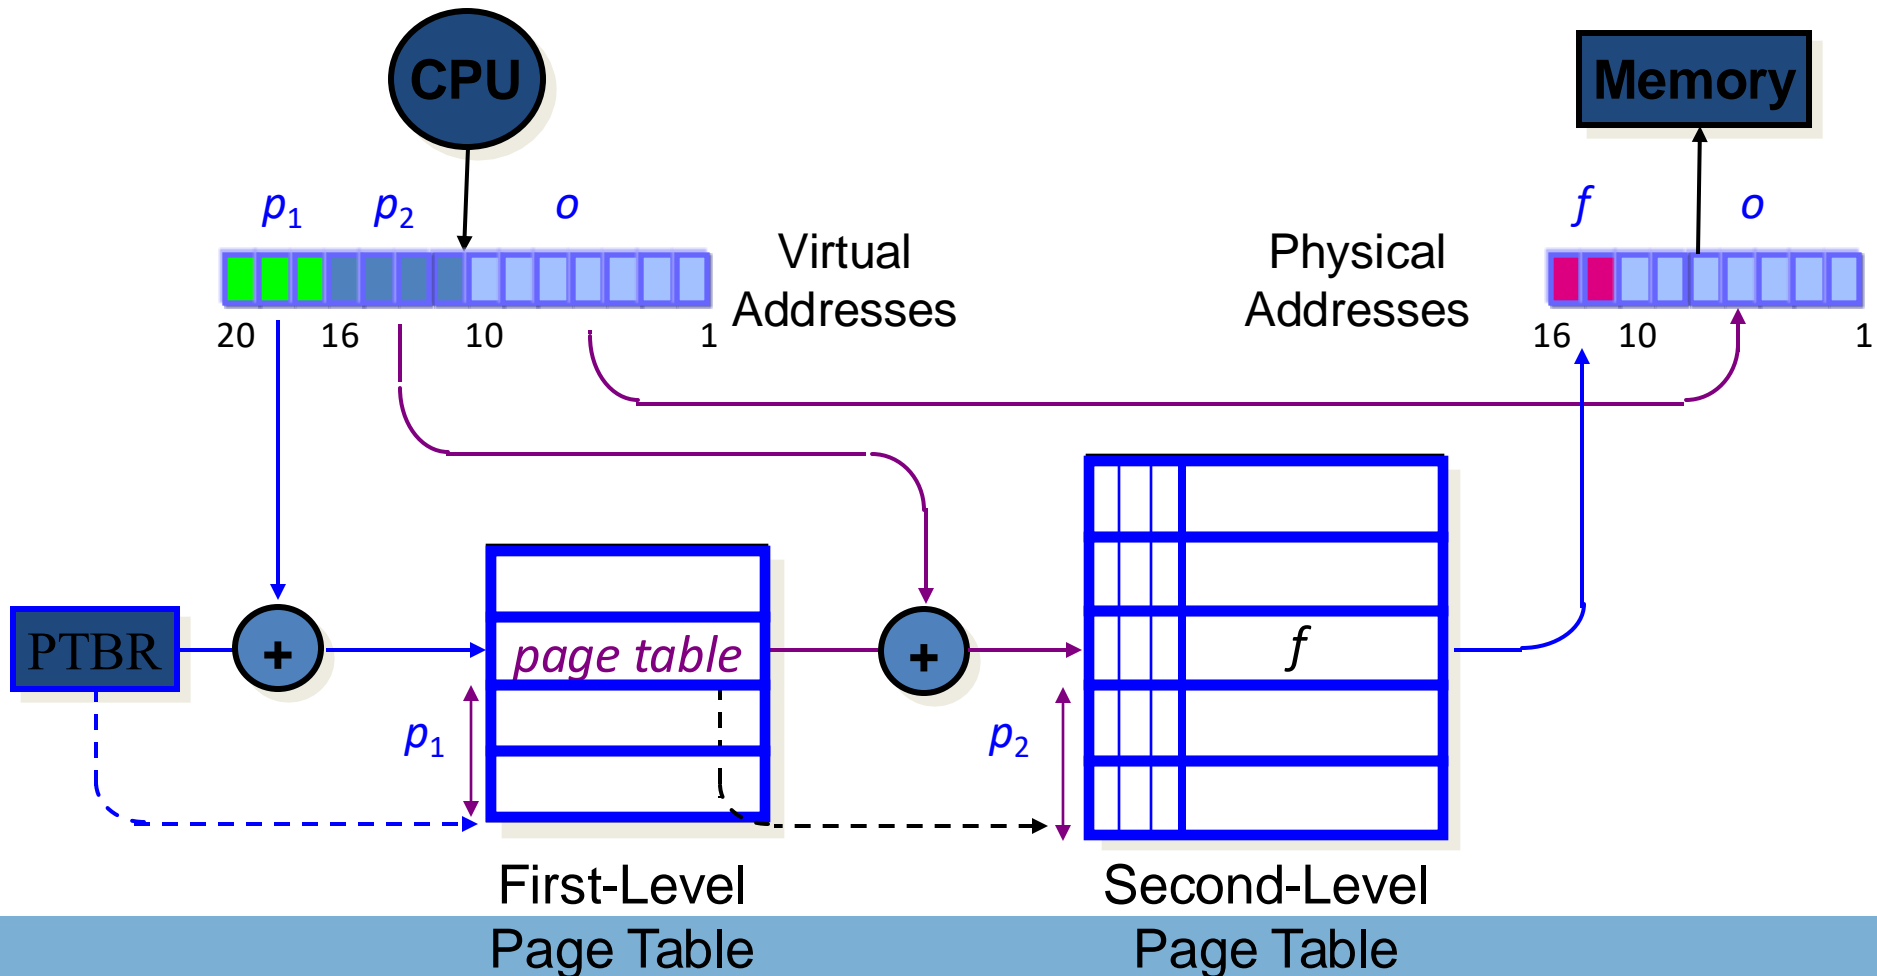 CPU
Memory
p1 p2 o
f o
Virtual
Addresses
Physical
Addresses
20 16 10 1
16 10 1
PTBR
+
page table
+
f
p1
p2
First-Level
Page Table
Second-Level
Page Table